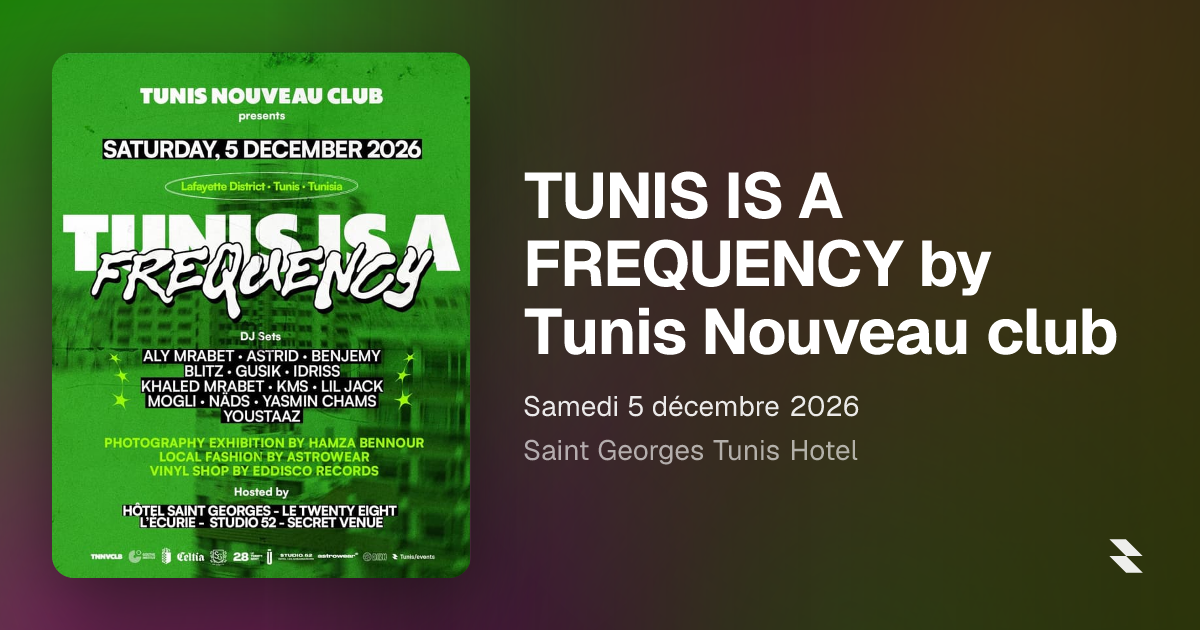 TUNIS NOUVEAU CLUB
presents
SATURDAY, 5 DECEMBER 2026
Lafayette District • Tunis • Tunisia
TUNIS IS A
FREQUENCY
DJ Sets
ALY MRABET • ASTRID • BENJEMY
BLITZ • GUSIK • IDRISS
KHALED MRABET • KMS • LIL JACK
MOGLI • NÄDS • YASMIN CHAMS
YOUSTAAZ
PHOTOGRAPHY EXHIBITION BY HAMZA BENNOUR
LOCAL FASHION BY ASTROWEAR
VINYL SHOP BY EDDISCO RECORDS
Hosted by
HÔTEL SAINT GEORGES - LE TWENTY EIGHT
L'ÉCURIE - STUDIO 52 - SECRET VENUE
TNNVCLB Celtia 28 STUDIO 52 astrowear Tunis/events
TUNIS IS A
FREQUENCY by
Tunis Nouveau club
Samedi 5 décembre 2026
Saint Georges Tunis Hotel